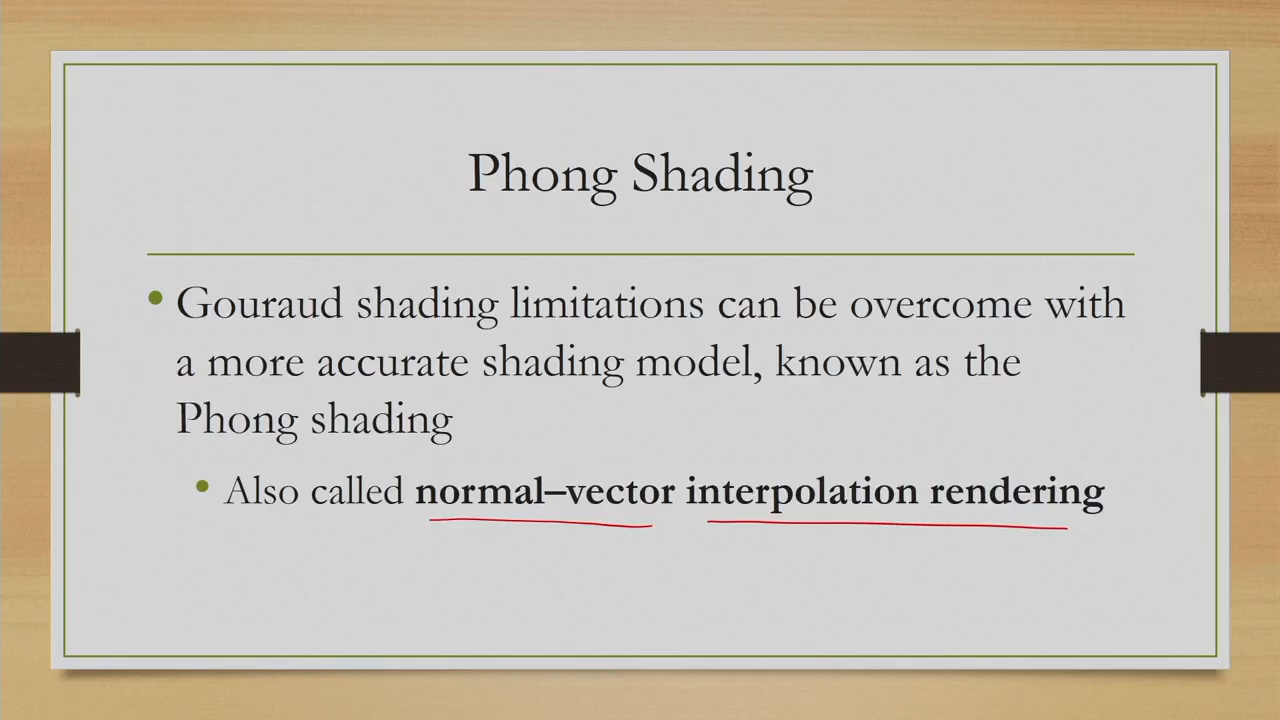 Phong Shading
• Gouraud shading limitations can be overcome with
a more accurate shading model, known as the
Phong shading
• Also called normal–vector interpolation rendering